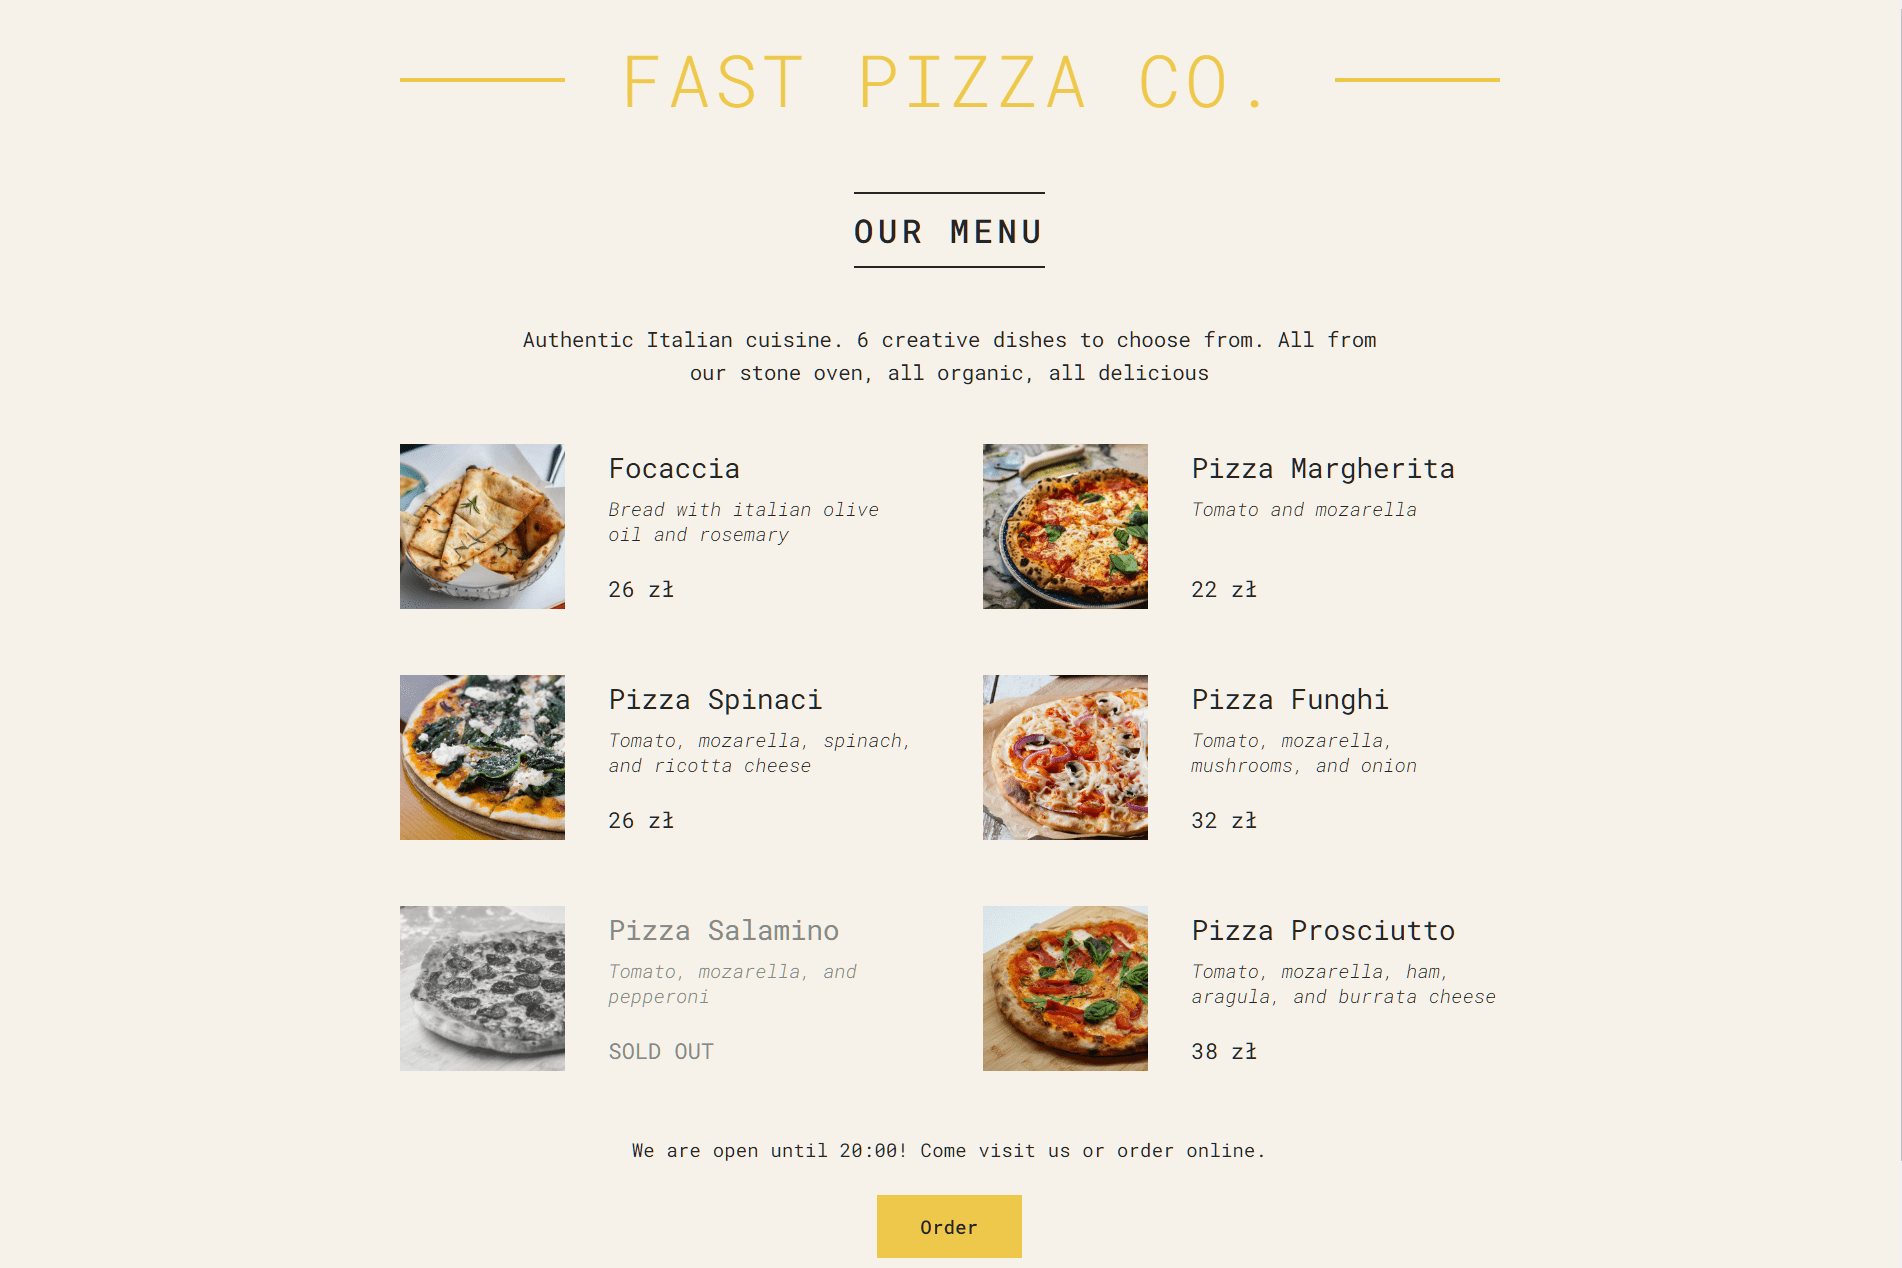 FAST PIZZA CO.
OUR MENU
Authentic Italian cuisine. 6 creative dishes to choose from. All from
our stone oven, all organic, all delicious
Focaccia
Bread with italian olive
oil and rosemary
26 zł
Pizza Margherita
Tomato and mozarella
22 zł
Pizza Spinaci
Tomato, mozarella, spinach,
and ricotta cheese
26 zł
Pizza Funghi
Tomato, mozarella,
mushrooms, and onion
32 zł
Pizza Salamino
Tomato, mozarella, and
pepperoni
SOLD OUT
Pizza Prosciutto
Tomato, mozarella, ham,
aragula, and burrata cheese
38 zł
We are open until 20:00! Come visit us or order online.
Order